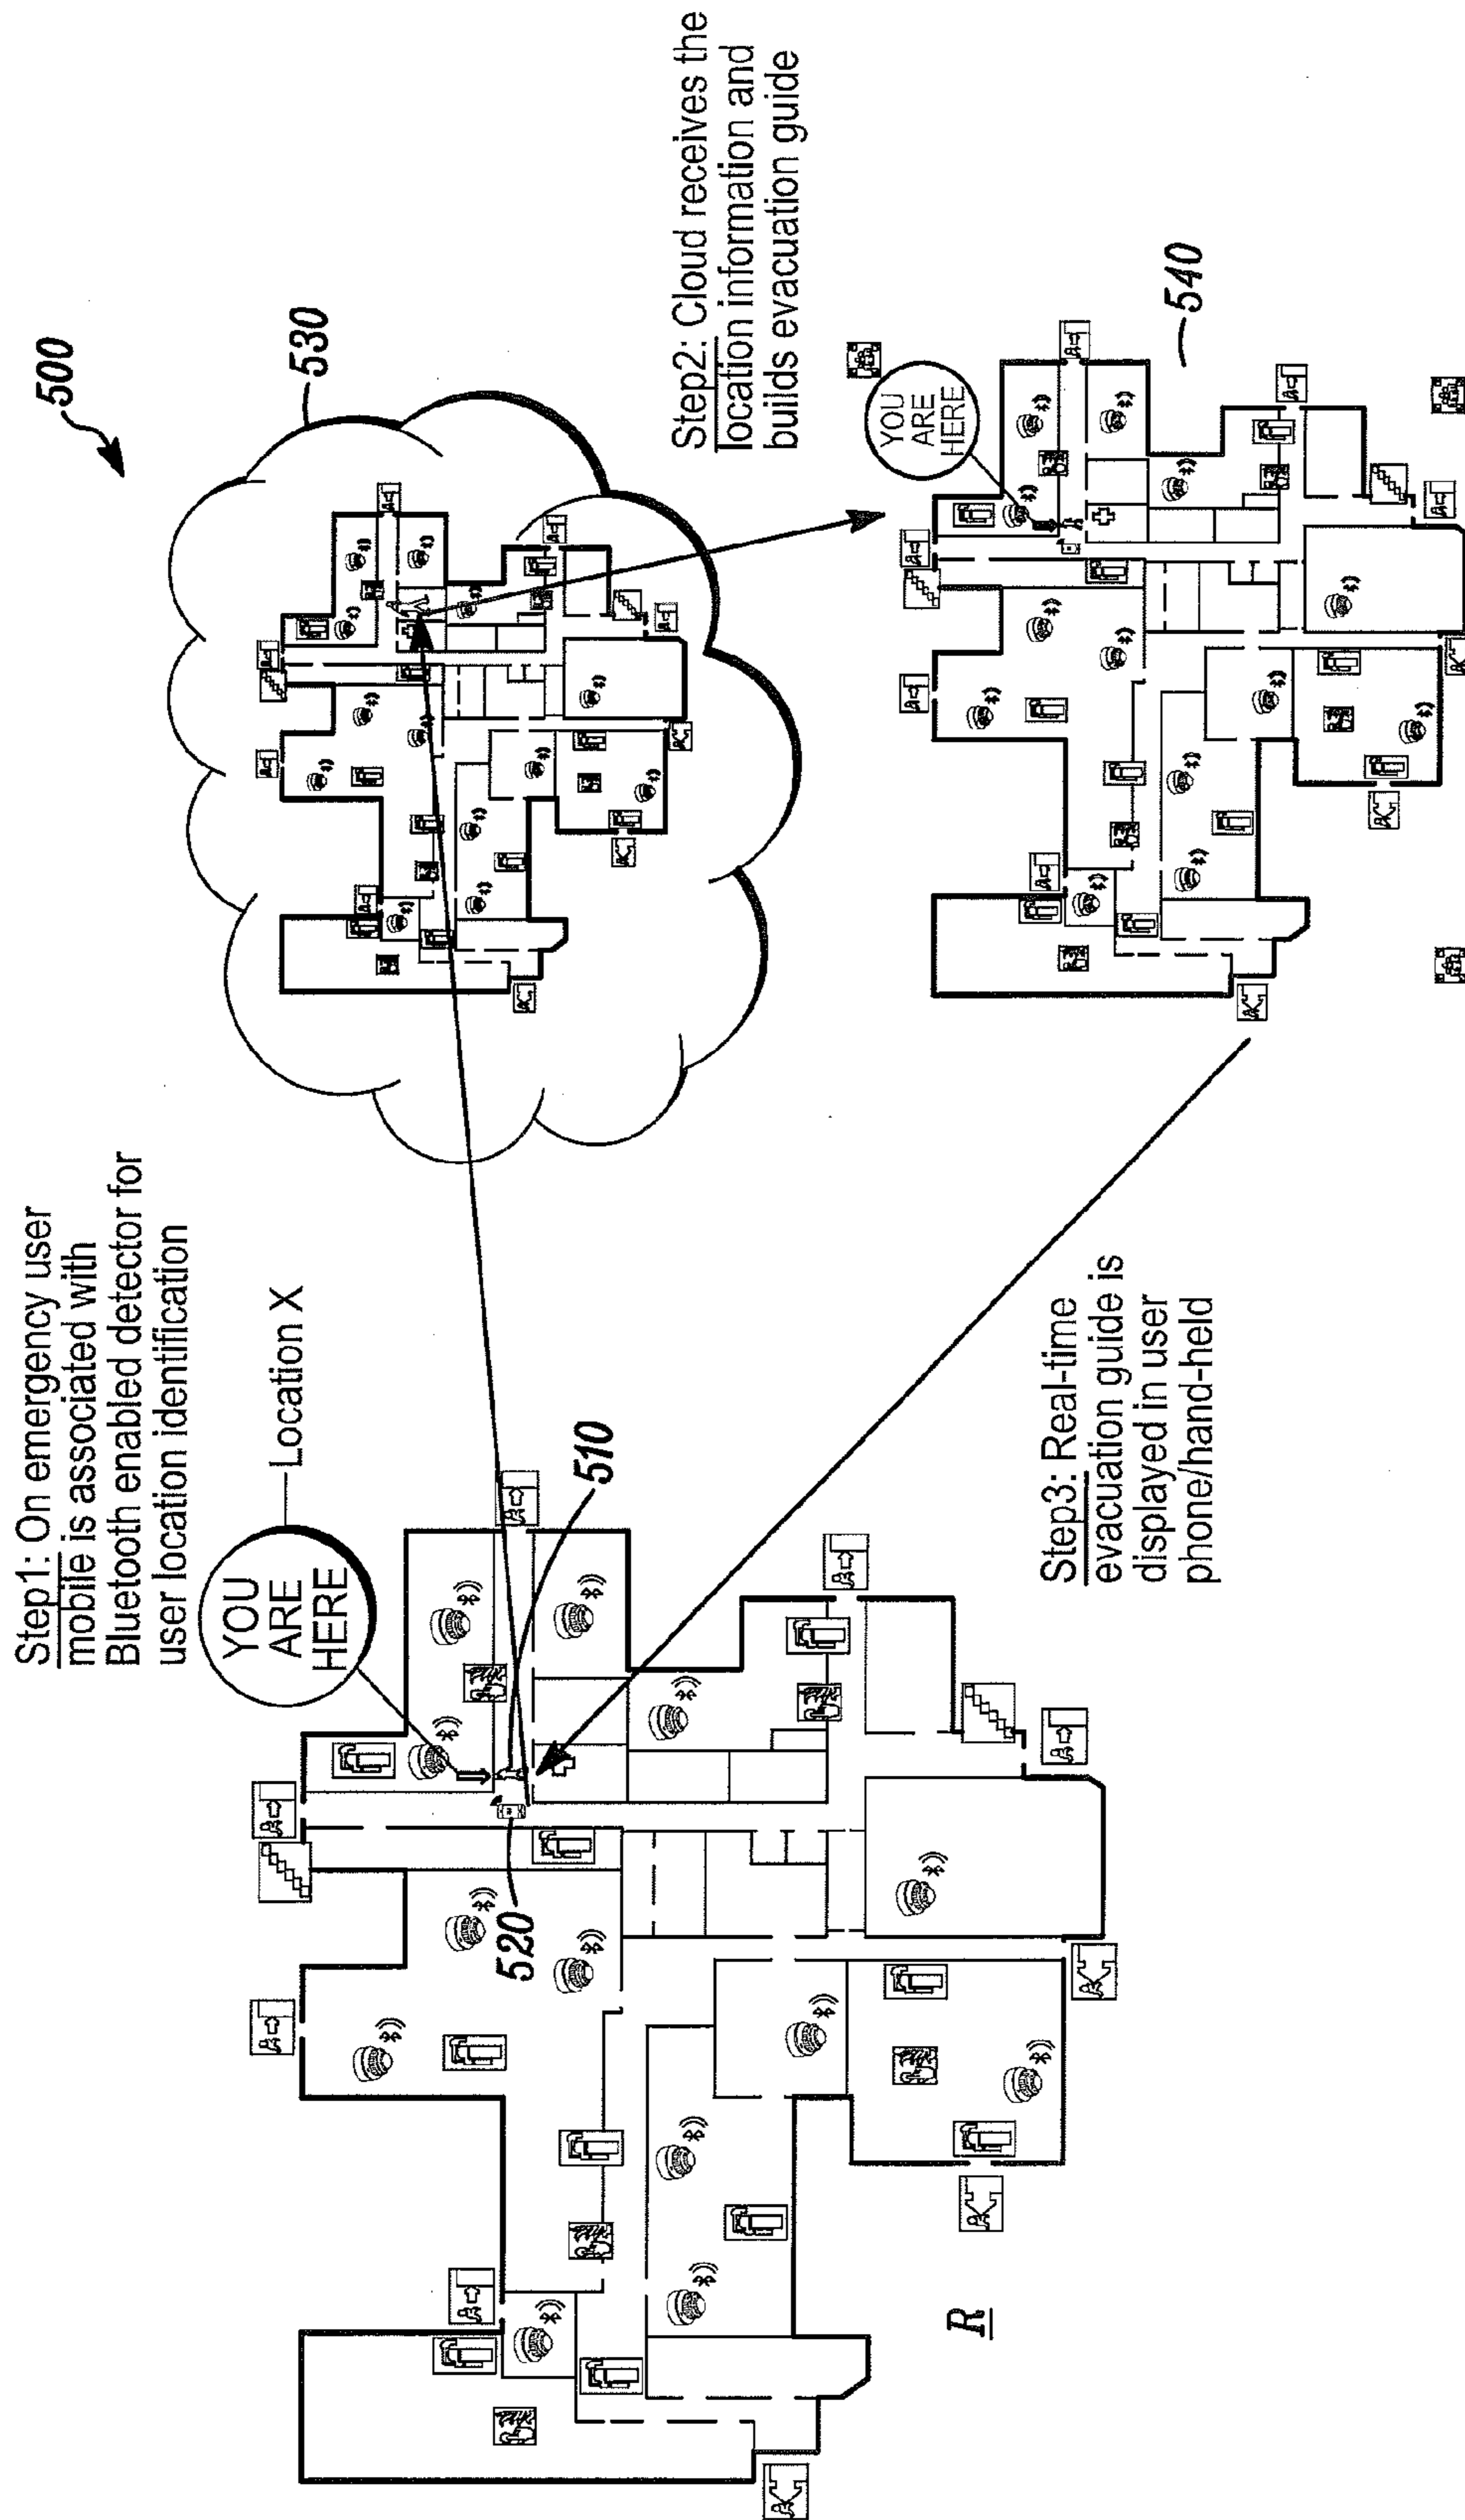 500
Step1: On emergency user
mobile is associated with
Bluetooth enabled detector for
user location identification
YOU
ARE
HERE
Location X
510
520
R
530
Step2: Cloud receives the
location information and
builds evacuation guide
YOU
ARE
HERE
540
Step3: Real-time
evacuation guide is
displayed in user
phone/hand-held